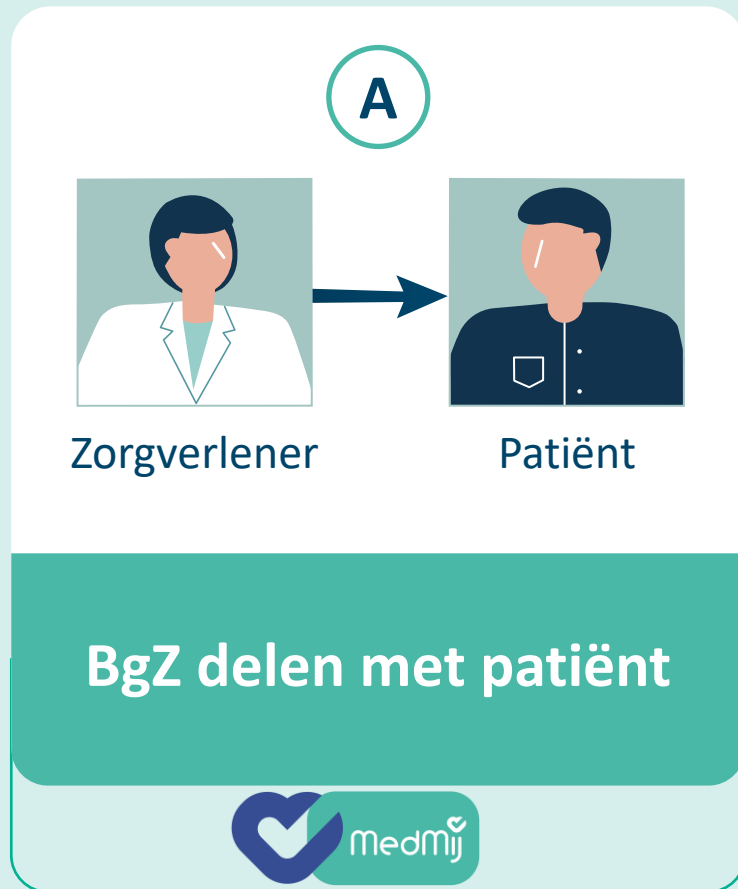 A
Zorgverlener
Patiënt
BgZ delen met patiënt
MedMij